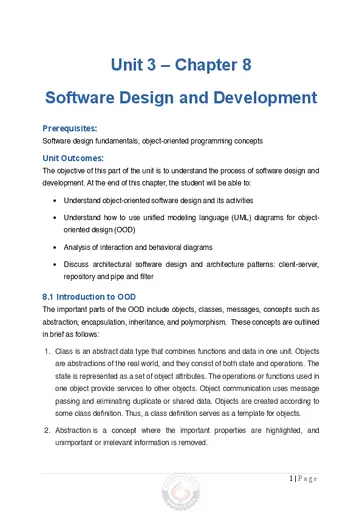 Unit 3 – Chapter 8
Software Design and Development
Prerequisites:
Software design fundamentals, object-oriented programming concepts
Unit Outcomes:
The objective of this part of the unit is to understand the process of software design and
development. At the end of this chapter, the student will be able to:
• Understand object-oriented software design and its activities
• Understand how to use unified modeling language (UML) diagrams for object-
oriented design (OOD)
• Analysis of interaction and behavioral diagrams
• Discuss architectural software design and architecture patterns: client-server,
repository and pipe and filter
8.1 Introduction to OOD
The important parts of the OOD include objects, classes, messages, concepts such as
abstraction, encapsulation, inheritance, and polymorphism. These concepts are outlined
in brief as follows:
1. Class is an abstract data type that combines functions and data in one unit. Objects
are abstractions of the real world, and they consist of both state and operations. The
state is represented as a set of object attributes. The operations or functions used in
one object provide services to other objects. Object communication uses message
passing and eliminating duplicate or shared data. Objects are created according to
some class definition. Thus, a class definition serves as a template for objects.
2. Abstraction is a concept where the important properties are highlighted, and
unimportant or irrelevant information is removed.
1 | P a g e